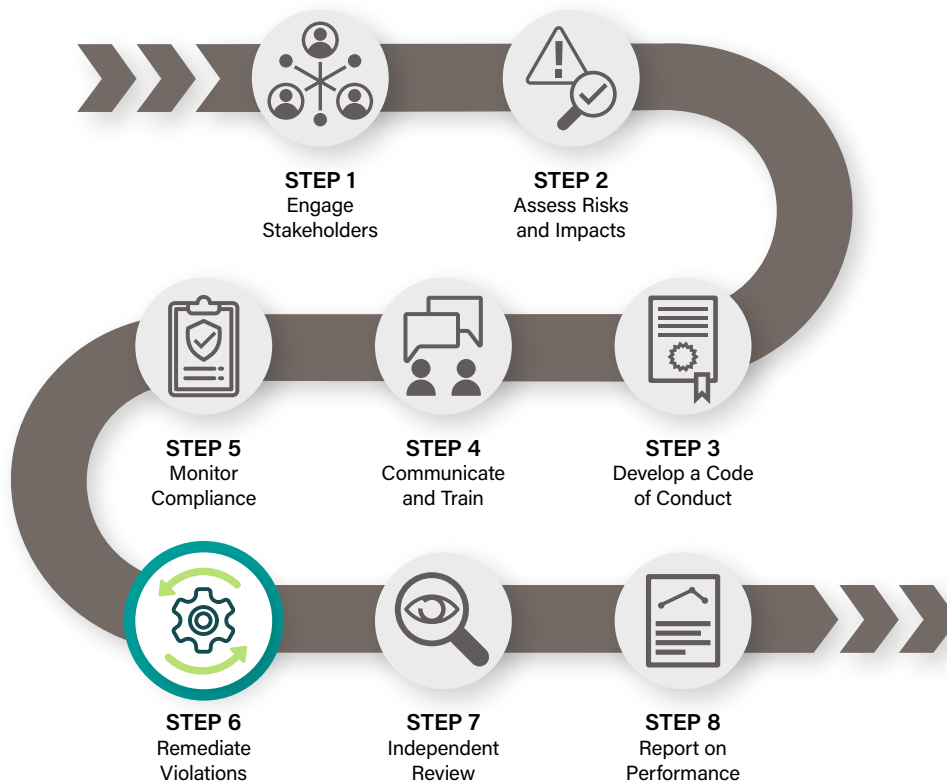 STEP 1
Engage
Stakeholders
STEP 2
Assess Risks
and Impacts
STEP 3
Develop a Code
of Conduct
STEP 4
Communicate
and Train
STEP 5
Monitor
Compliance
STEP 6
Remediate
Violations
STEP 7
Independent
Review
STEP 8
Report on
Performance